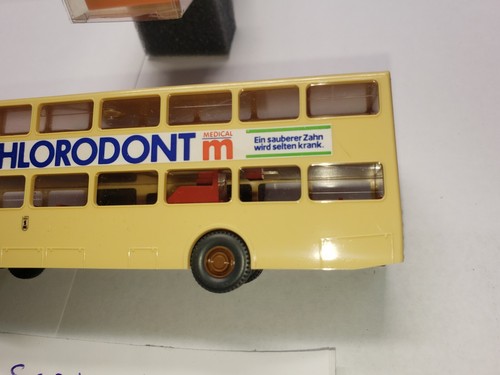 HLORODONT
MEDICAL
m
Ein sauberer Zahn
wird selten krank.